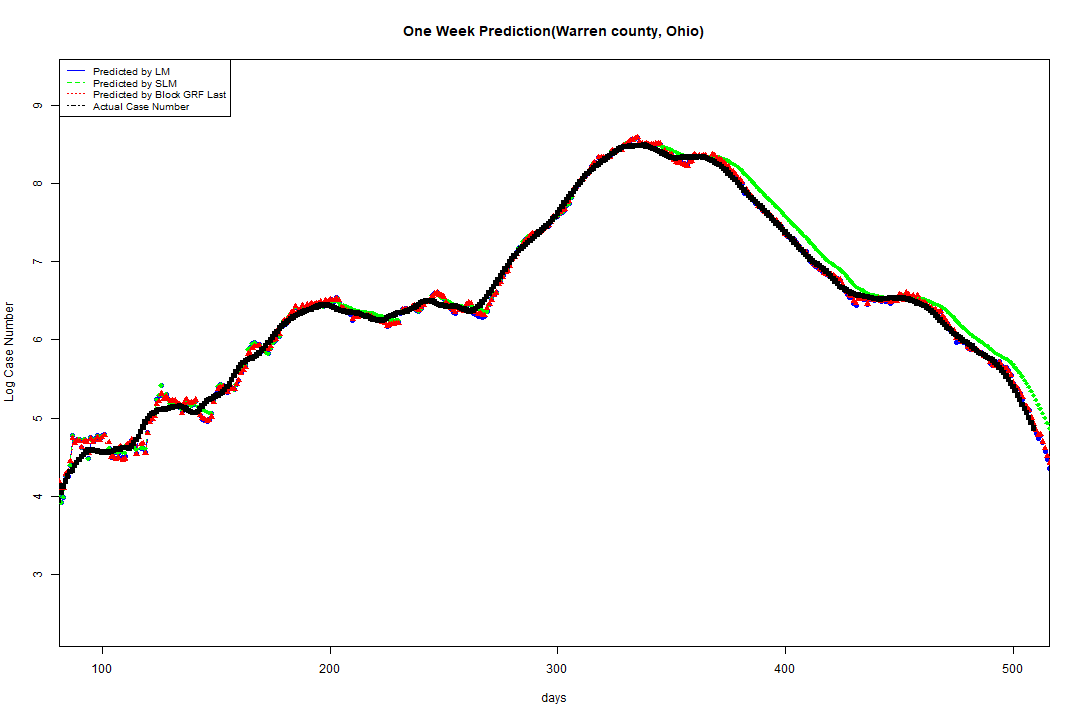 One Week Prediction(Warren county, Ohio)
Predicted by LM
Predicted by SLM
Predicted by Block GRF Last
Actual Case Number
Log Case Number
9
8
7
6
5
4
3
100 200 300 400 500
days